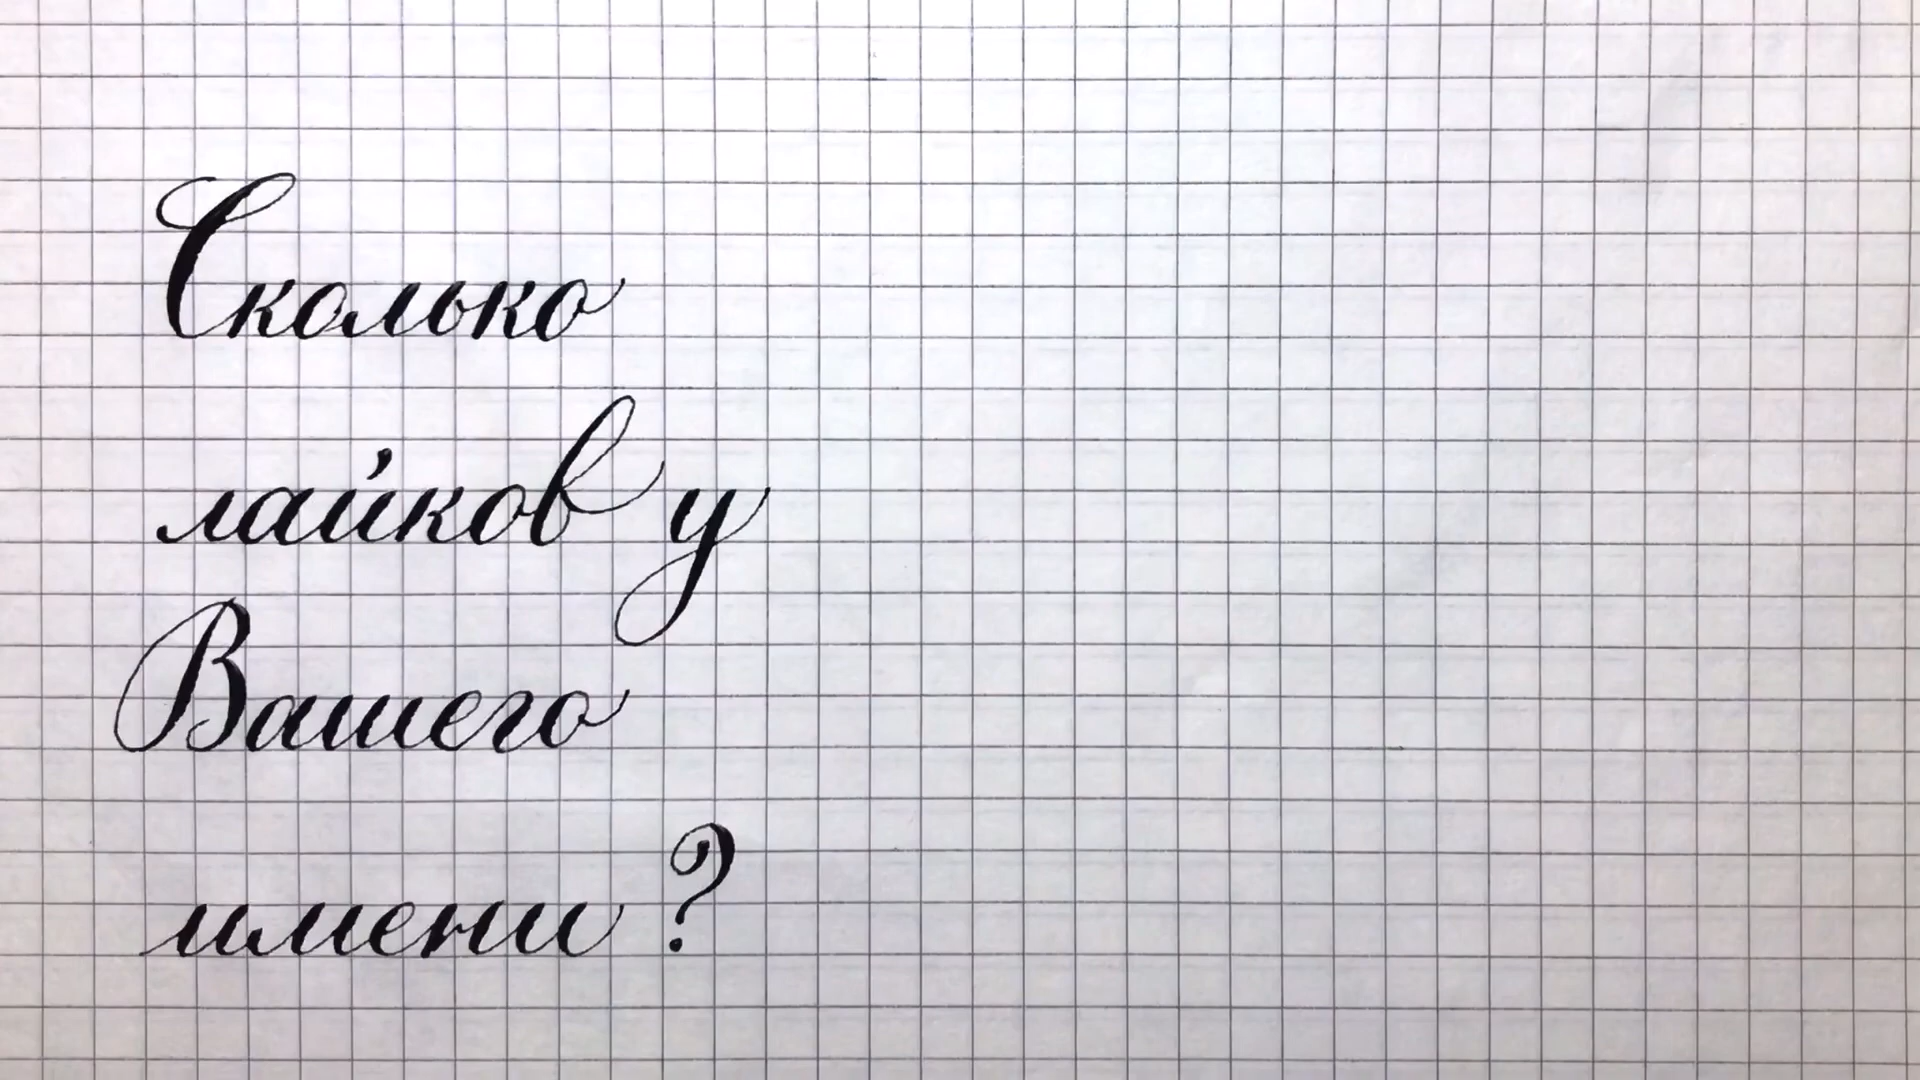 Сколько
лайков у
Вашего
имени?